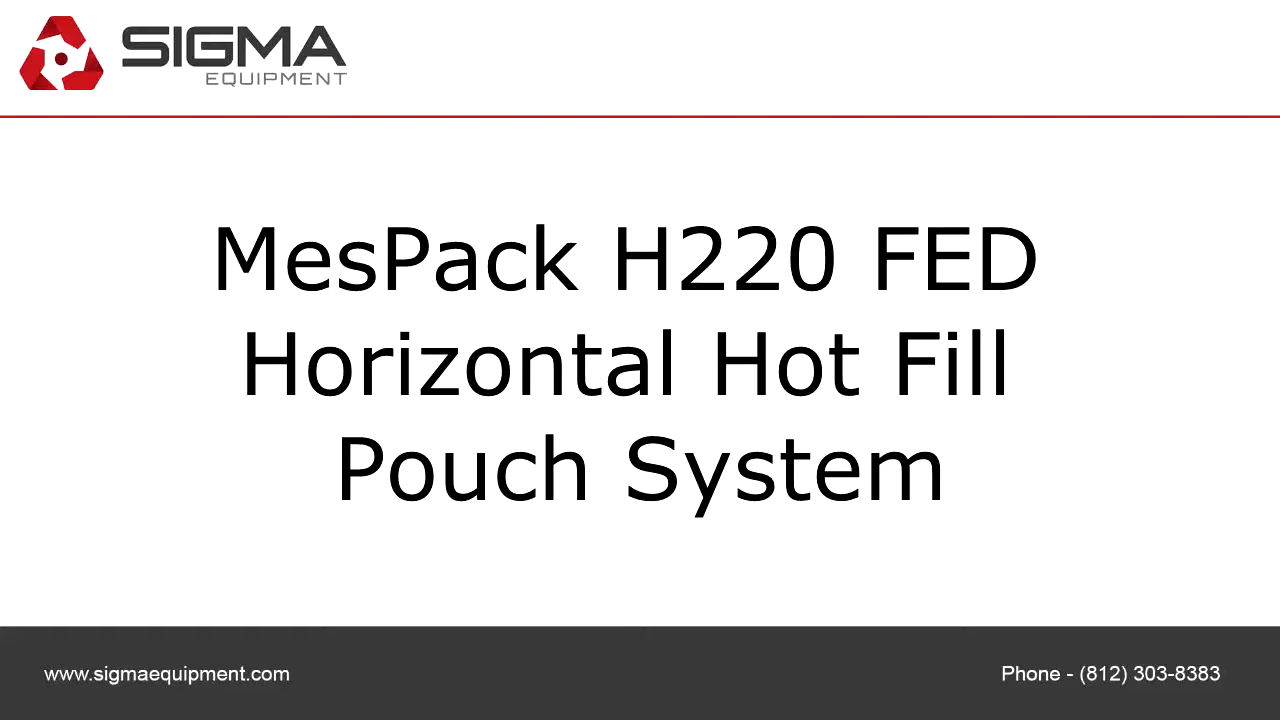 SIGMA
EQUIPMENT
MesPack H220 FED
Horizontal Hot Fill
Pouch System
www.sigmaequipment.com
Phone - (812) 303-8383